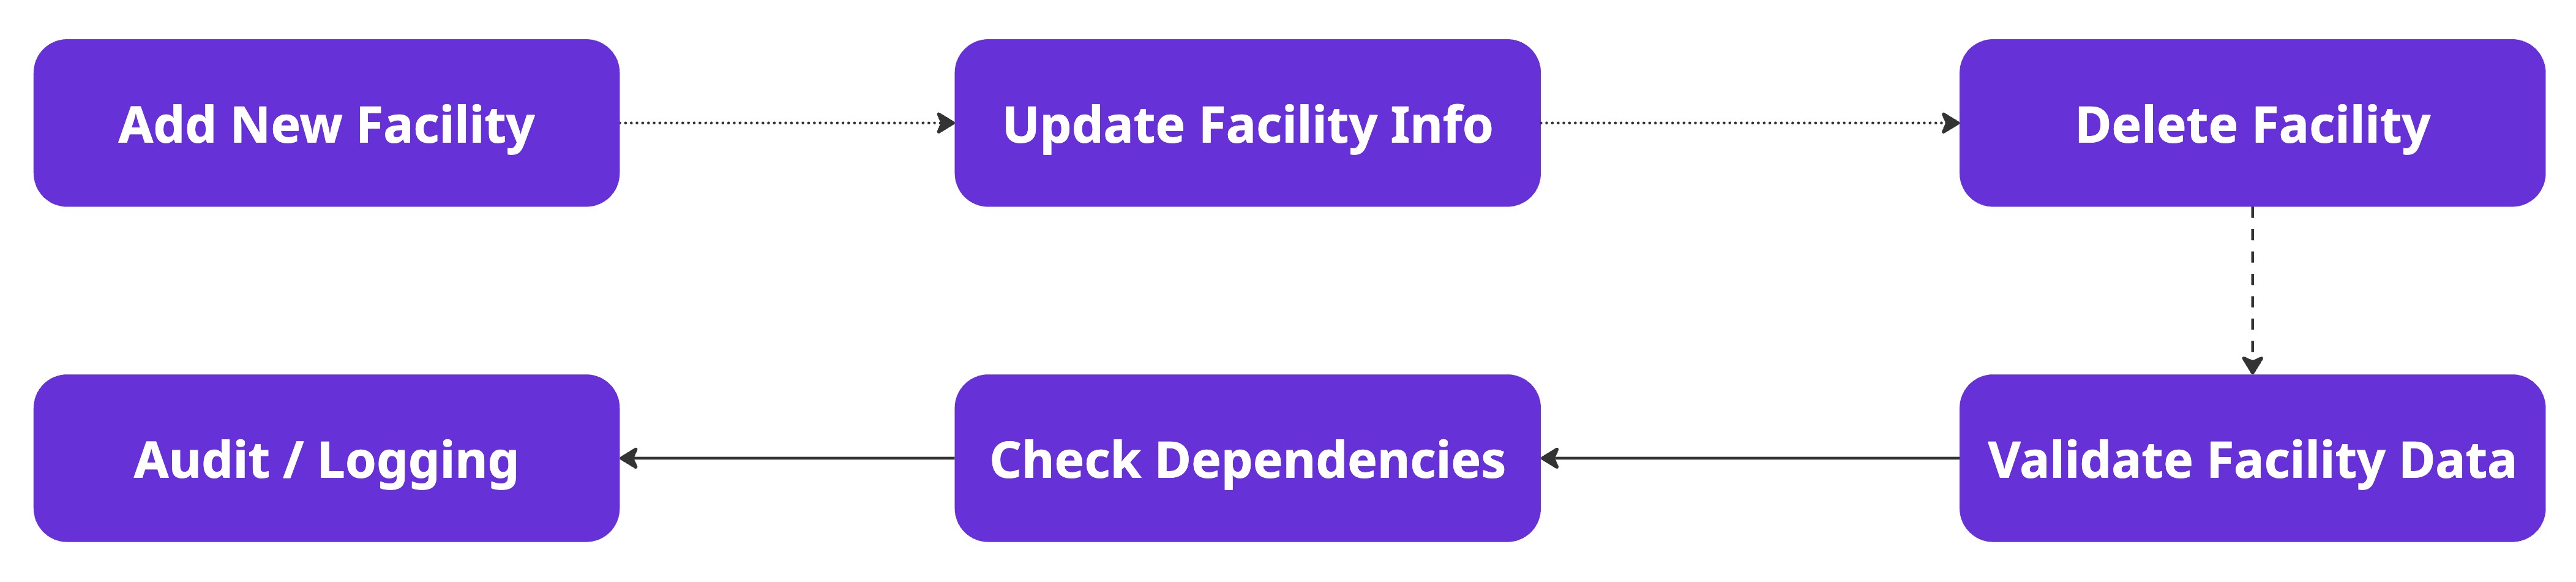 Add New Facility
Update Facility Info
Delete Facility
Audit / Logging
Check Dependencies
Validate Facility Data